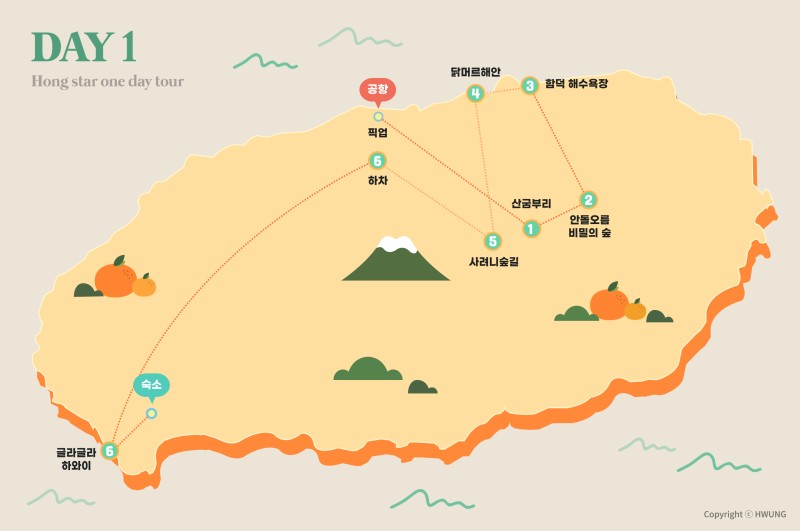 DAY 1
Hong star one day tour
닭머르해안
4
3
함덕 해수욕장
공항
픽업
6
하차
산굼부리
1
2
안돌오름
비밀의 숲
5
사려니숲길
숙소
글라글라
하와이
6
Copyright ⓒ HWUNG